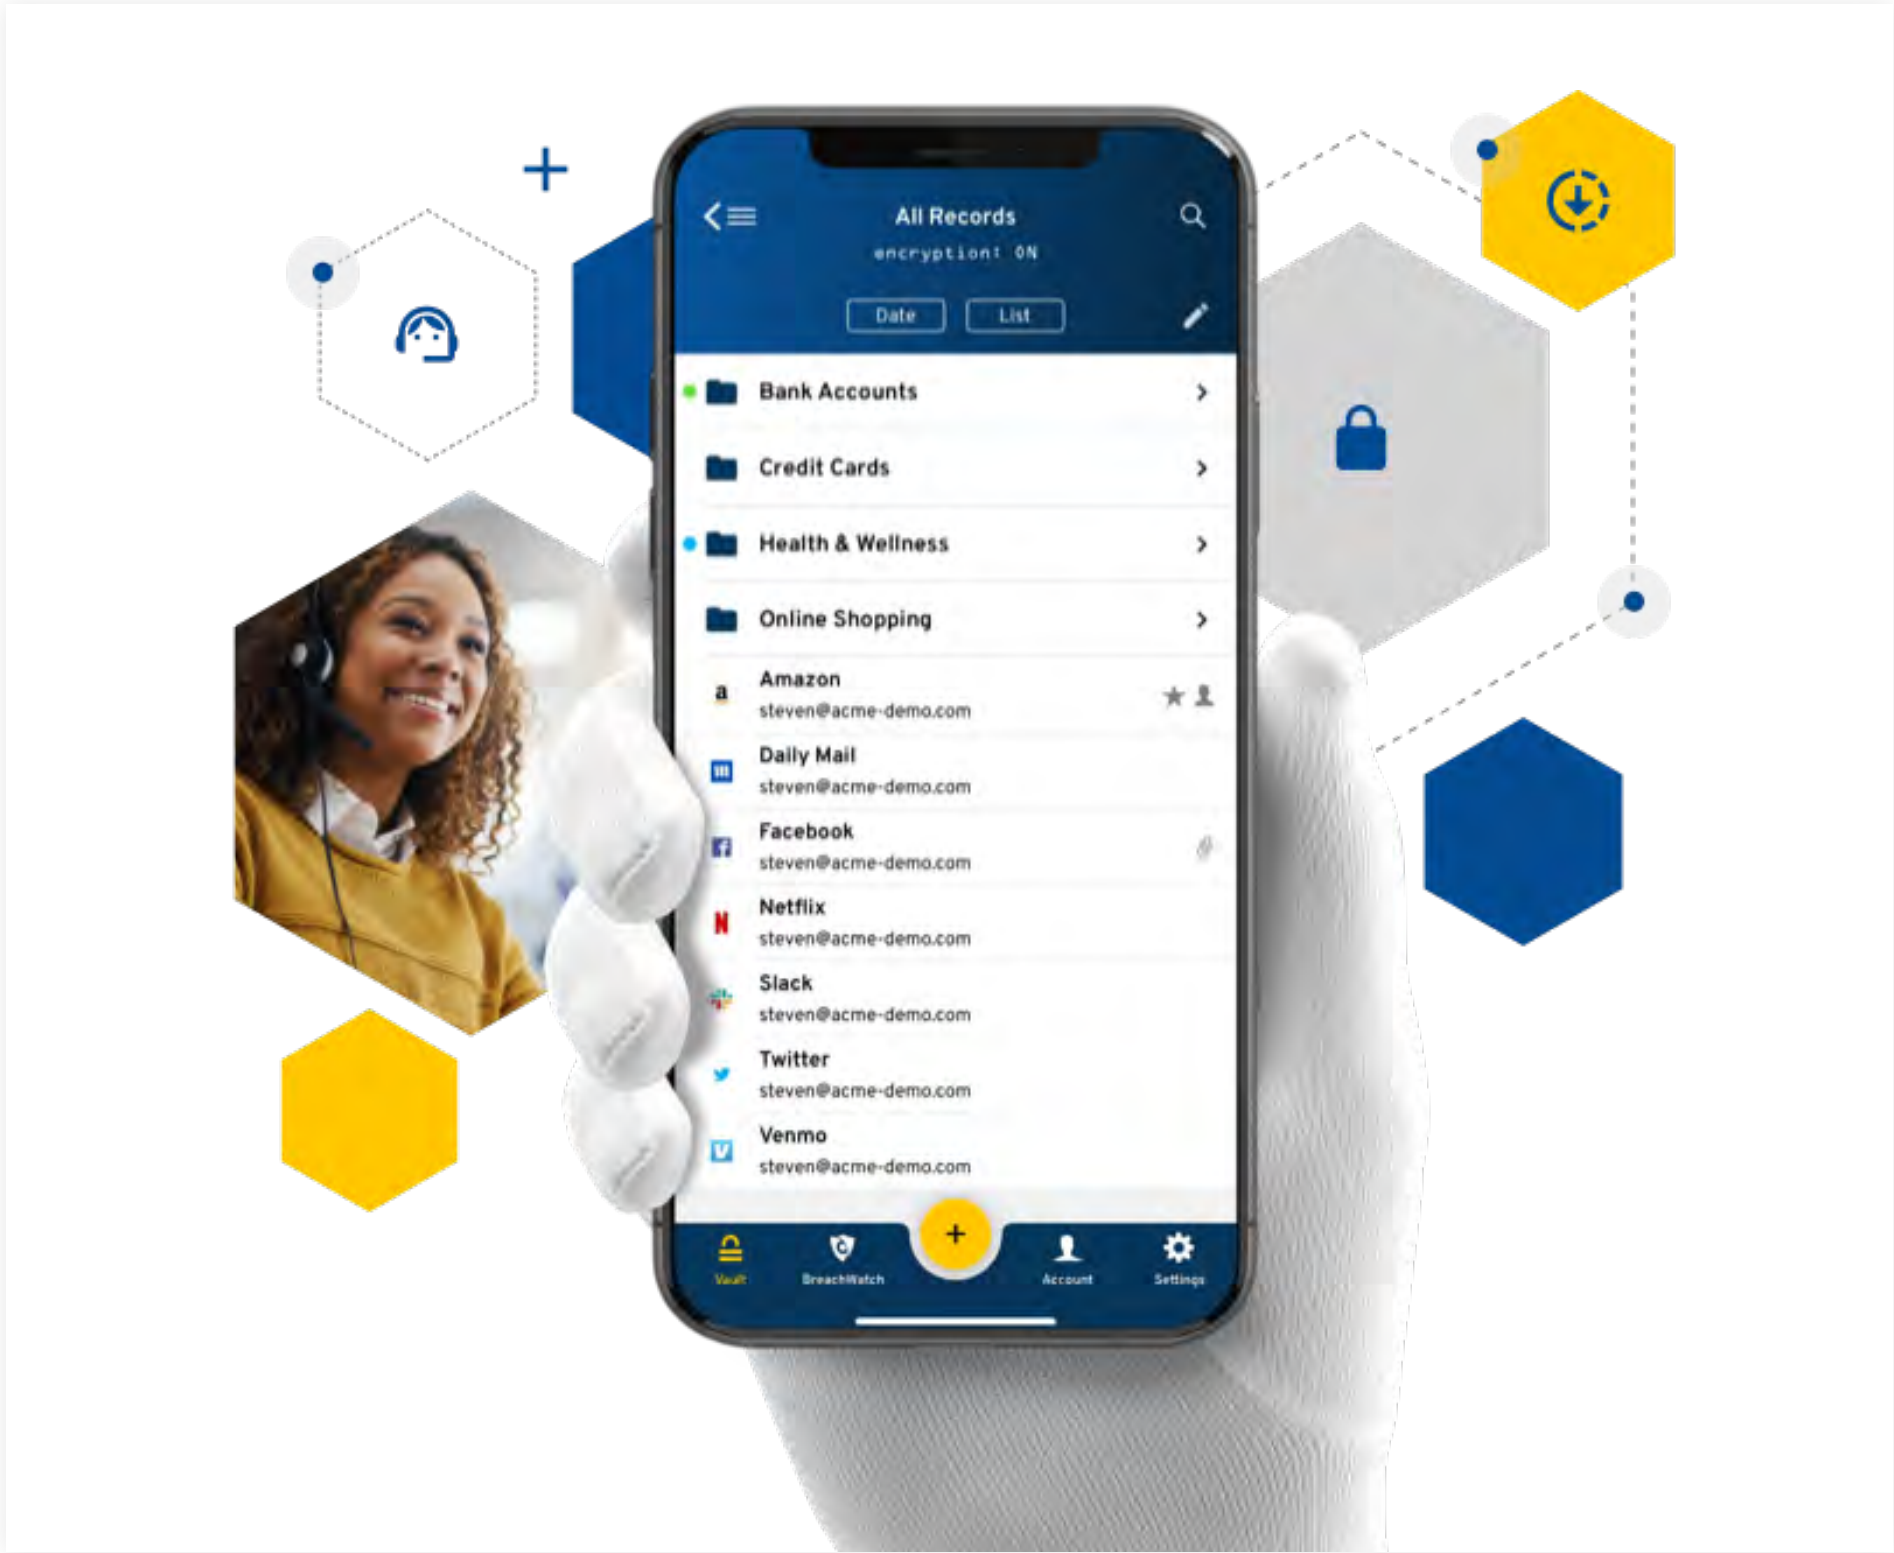 All Records
encryption: ON
Date
List
Bank Accounts
Credit Cards
Health & Wellness
Online Shopping
a
Amazon
steven@acme-demo.com
Daily Mail
steven@acme-demo.com
f
Facebook
steven@acme-demo.com
N
Netflix
steven@acme-demo.com
Slack
steven@acme-demo.com
Twitter
steven@acme-demo.com
V
Venmo
steven@acme-demo.com
+
Vault
BreachWatch
Account
Settings